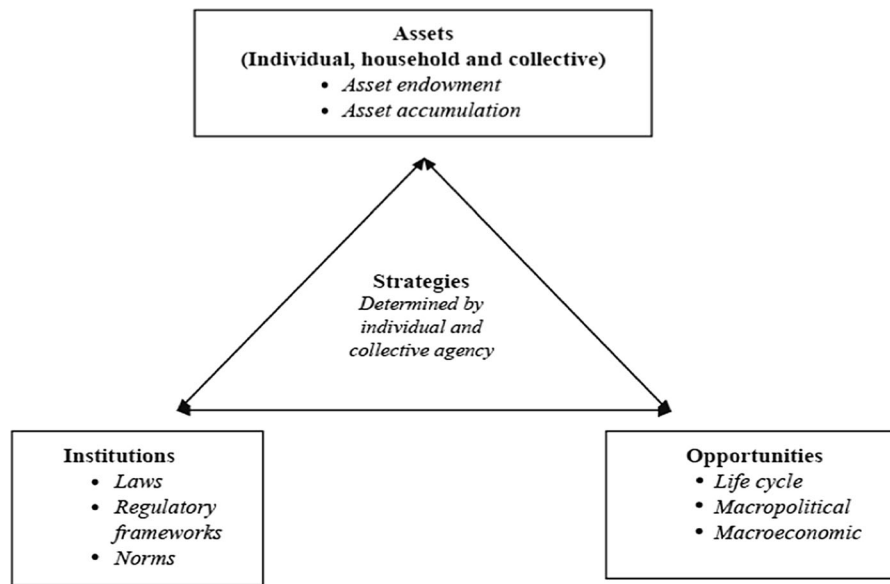 Assets
(Individual, household and collective)
• Asset endowment
• Asset accumulation
Strategies
Determined by
individual and
collective agency
Institutions
• Laws
• Regulatory
frameworks
• Norms
Opportunities
• Life cycle
• Macropolitical
• Macroeconomic